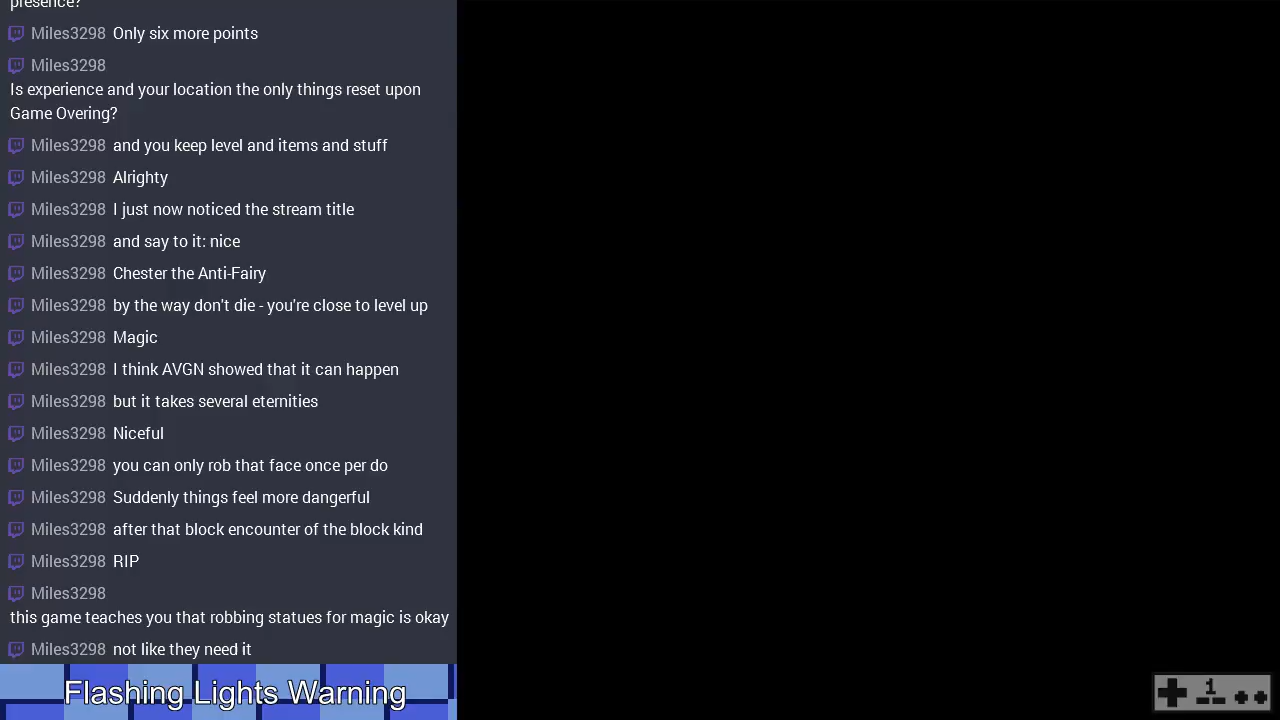 presence?
Miles3298 Only six more points
Miles3298
Is experience and your location the only things reset upon
Game Overing?
Miles3298 and you keep level and items and stuff
Miles3298 Alrighty
Miles3298 I just now noticed the stream title
Miles3298 and say to it: nice
Miles3298 Chester the Anti-Fairy
Miles3298 by the way don't die - you're close to level up
Miles3298 Magic
Miles3298 I think AVGN showed that it can happen
Miles3298 but it takes several eternities
Miles3298 Niceful
Miles3298 you can only rob that face once per do
Miles3298 Suddenly things feel more dangerful
Miles3298 after that block encounter of the block kind
Miles3298 RIP
Miles3298
this game teaches you that robbing statues for magic is okay
Miles3298 not like they need it
Flashing Lights Warning
1